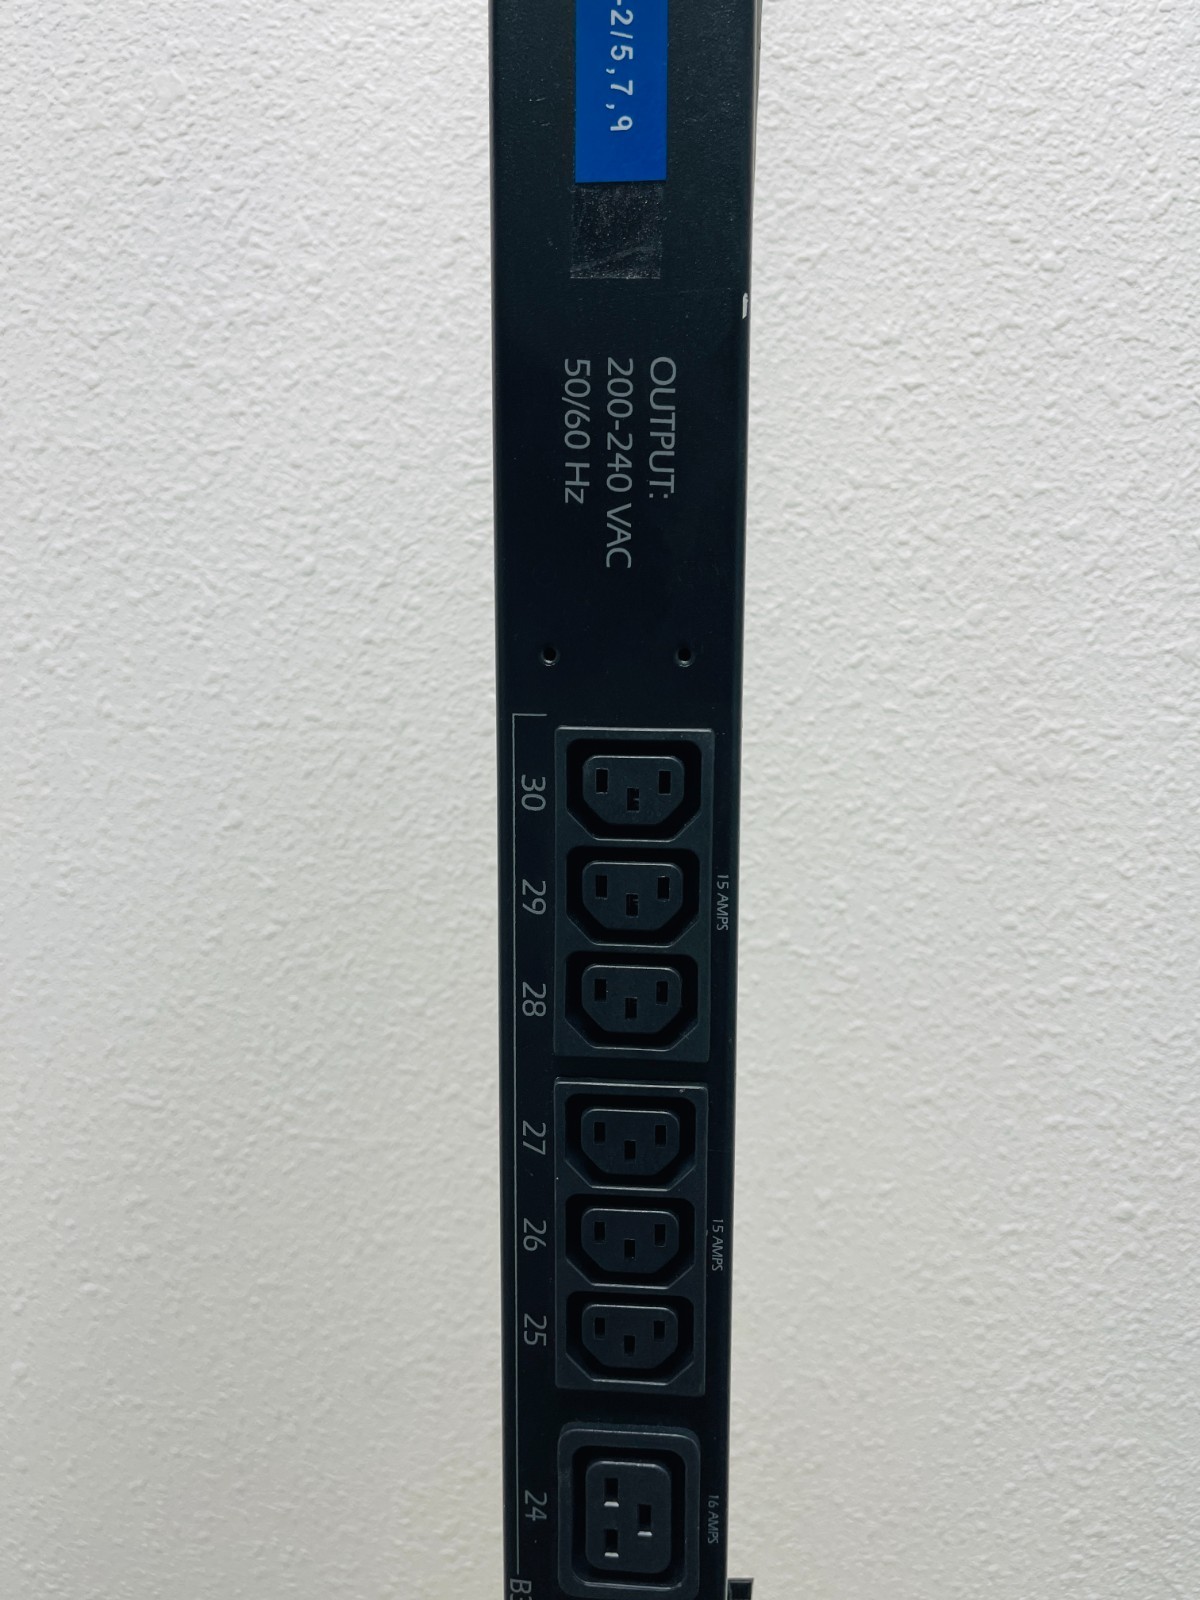 -2/5,7,9
OUTPUT:
200-240 VAC
50/60 Hz
30
29
15 AMPS
28
27
26
15 AMPS
25
24
16 AMPS